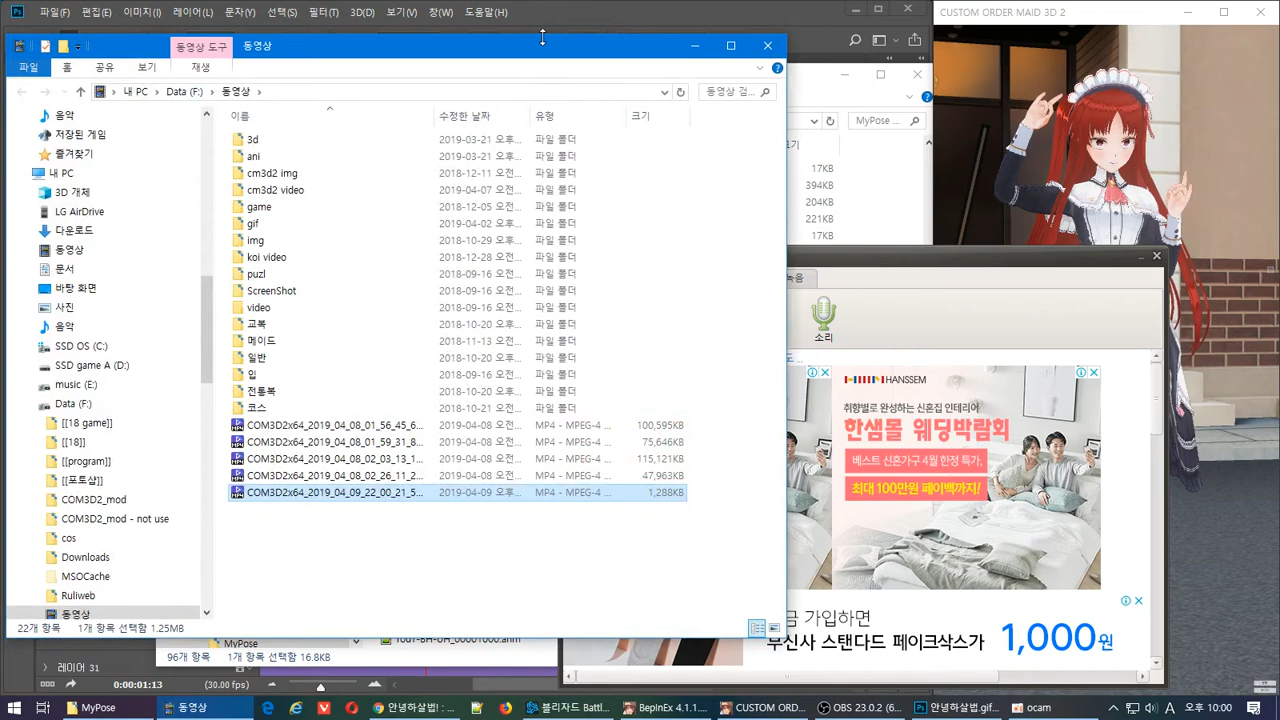 파일(F) 편집(E) 이미지(I) 레이어(L) 문자(Y) 선택(S) 필터(T) 3D(D) 보기(V) 창(W) 도움말(H)
CUSTOM ORDER MAID 3D 2
동영상 도구 동영상
파일 홈 공유 보기 재생
내 PC > Data (F:) > 동영상 >
동영상 검...
MyPose ...
이름 수정한 날짜 유형 크기
음악
저장된 게임
즐겨찾기
내 PC
3D 개체
LG AirDrive
다운로드
동영상
문서
바탕 화면
사진
음악
SSD OS (C:)
SSD game A (D:)
music (E:)
Data (F:)
[[18 game]]
[[18]]
[[program]]
[[포토샵]]
COM3D2_mod
COM3D2_mod - not use
cos
Downloads
MSOCache
Ruliweb
동영상
3d 2019-03-21 오후... 파일 폴더
ani 2019-03-21 오후... 파일 폴더
cm3d2 img 2018-12-11 오전... 파일 폴더
cm3d2 video 2019-04-07 오전... 파일 폴더
game 2018-12-05 오전... 파일 폴더
gif 2019-04-02 오후... 파일 폴더
img 2018-10-29 오전... 파일 폴더
koi video 2018-12-28 오전... 파일 폴더
puzl 2018-09-16 오전... 파일 폴더
ScreenShot 2018-09-16 오전... 파일 폴더
video 2018-09-16 오전... 파일 폴더
교복 2018-10-20 오후... 파일 폴더
메이드 2018-11-13 오전... 파일 폴더
일반 2018-10-20 오후... 파일 폴더
2018-09-16 오전... 파일 폴더
전통복 2018-10-20 오후... 파일 폴더
코스 2018-10-21 오전... 파일 폴더
COM3D2x64_2019_04_08_01_56_45_6... 2019-04-08 오전... MP4 - MPEG-4 ... 100,595KB
COM3D2x64_2019_04_08_01_59_31_8... 2019-04-08 오전... MP4 - MPEG-4 ... 75,646KB
COM3D2x64_2019_04_08_02_03_13_1... 2019-04-08 오전... MP4 - MPEG-4 ... 115,121KB
COM3D2x64_2019_04_08_02_26_11_2... 2019-04-08 오전... MP4 - MPEG-4 ... 47,963KB
COM3D2x64_2019_04_09_22_00_21_5... 2019-04-09 오후... MP4 - MPEG-4 ... 1,288KB
22개 항목 1개 항목 선택함 1.25MB
17KB
394KB
204KB
221KB
17KB
녹음
소리
HANSSEM
취향별로 완성하는 신혼집 인테리어
한샘몰 웨딩박람회
베스트 신혼가구 4월 한정 특가,
최대 100만원 페이백까지!
금 가입하면
무신사 스탠다드 페이크삭스가 1,000원
MyPose
96개 항목 1개 항목 선택함 16.8KB
레이어 31
0:00:01:13 (30.00 fps)
MyPose 동영상 안녕하살법! ... 블리자드 Battl... BepInEx 4.1.1.... CUSTOM ORD... OBS 23.0.2 (6... 안녕하살법 gif... ocam A 오후 10:00